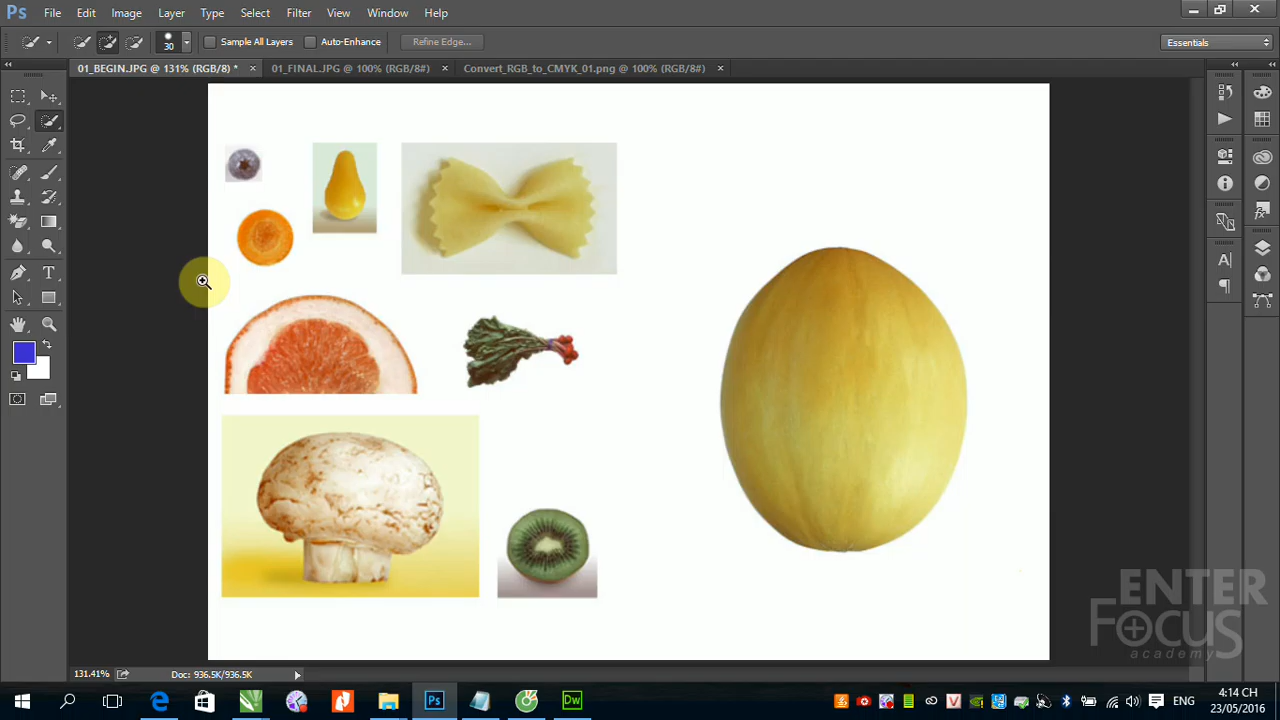 Ps File Edit Image Layer Type Select Filter View Window Help
30 Sample All Layers Auto-Enhance Refine Edge... Essentials
01_BEGIN.JPG @ 131% (RGB/8) * × 01_FINAL.JPG @ 100% (RGB/8#) × Convert_RGB_to_CMYK_01.png @ 100% (RGB/8#) ×
ENTER
FOCUS
academy
131.41% Doc: 936.5K/936.5K
Ps Dw ENG 4:14 CH
23/05/2016